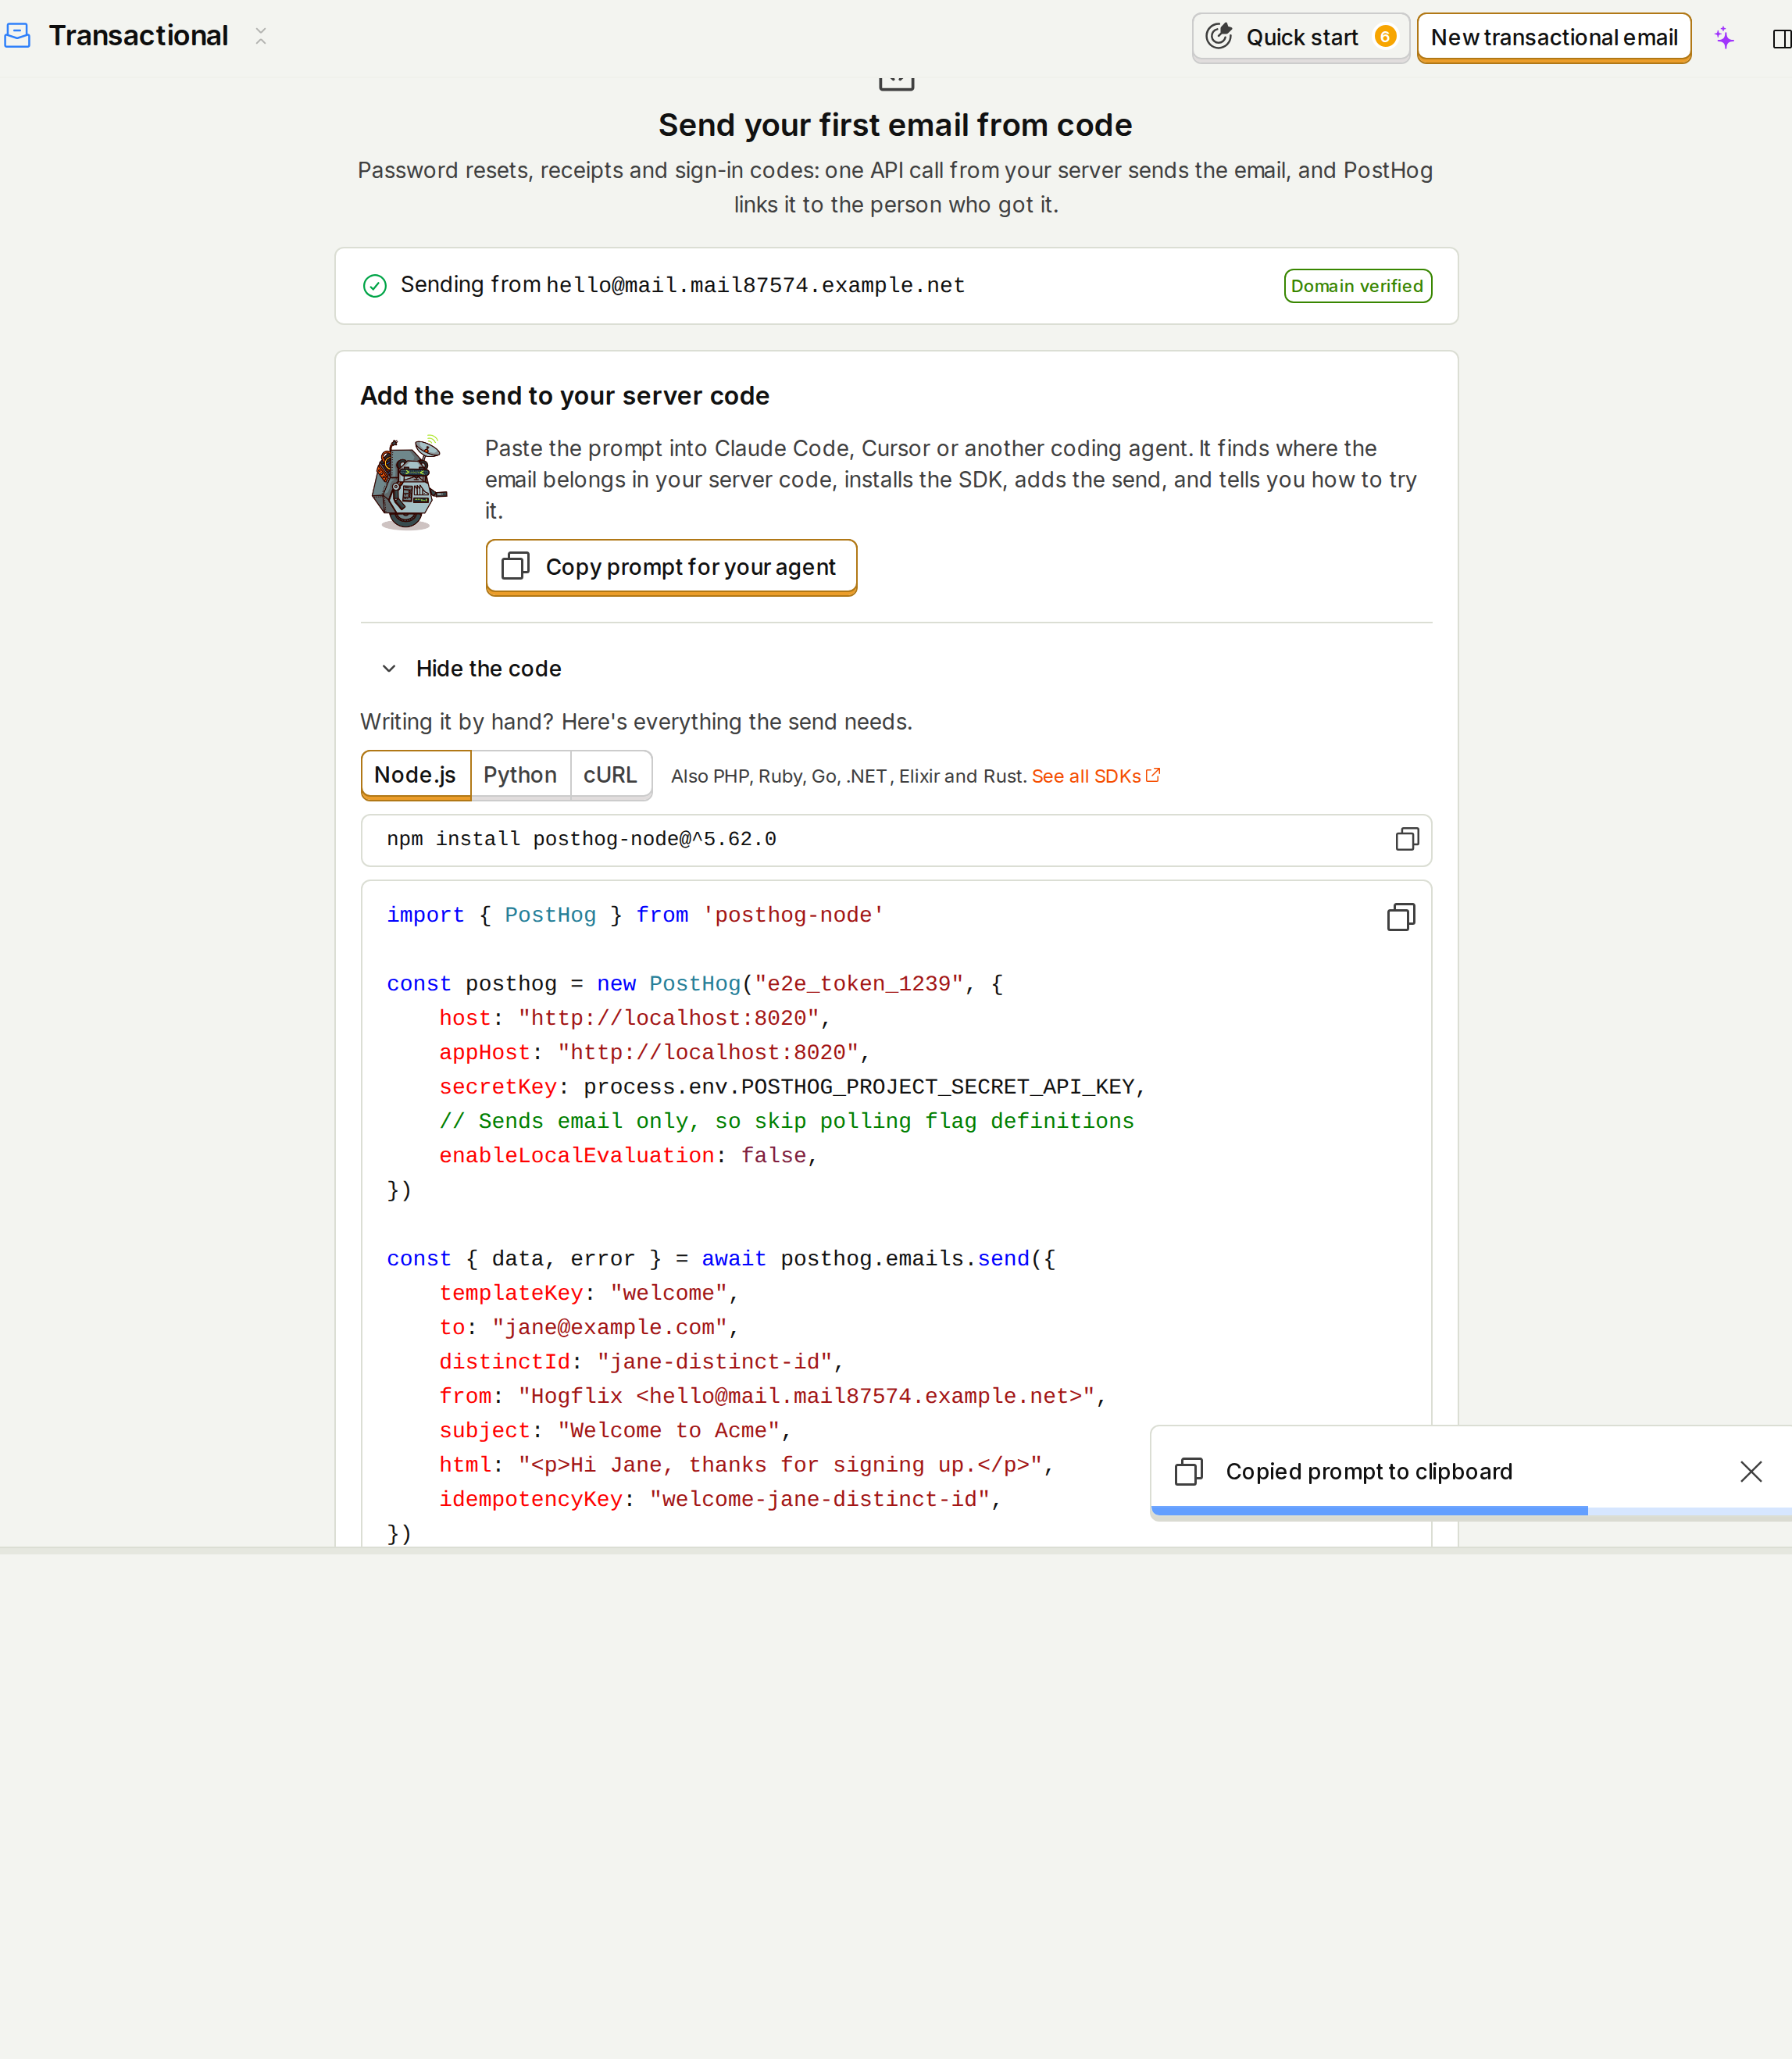 Transactional
Quick start 6
New transactional email
Send your first email from code
Password resets, receipts and sign-in codes: one API call from your server sends the email, and PostHog
links it to the person who got it.
Sending from hello@mail.mail87574.example.net
Domain verified
Add the send to your server code
Paste the prompt into Claude Code, Cursor or another coding agent. It finds where the
email belongs in your server code, installs the SDK, adds the send, and tells you how to try
it.
Copy prompt for your agent
Hide the code
Writing it by hand? Here's everything the send needs.
Node.js Python cURL Also PHP, Ruby, Go, .NET, Elixir and Rust. See all SDKs
npm install posthog-node@^5.62.0
import { PostHog } from 'posthog-node'
const posthog = new PostHog("e2e_token_1239", {
    host: "http://localhost:8020",
    appHost: "http://localhost:8020",
    secretKey: process.env.POSTHOG_PROJECT_SECRET_API_KEY,
    // Sends email only, so skip polling flag definitions
    enableLocalEvaluation: false,
})
const { data, error } = await posthog.emails.send({
    templateKey: "welcome",
    to: "jane@example.com",
    distinctId: "jane-distinct-id",
    from: "Hogflix <hello@mail.mail87574.example.net>",
    subject: "Welcome to Acme",
    html: "<p>Hi Jane, thanks for signing up.</p>",
    idempotencyKey: "welcome-jane-distinct-id",
})
Copied prompt to clipboard